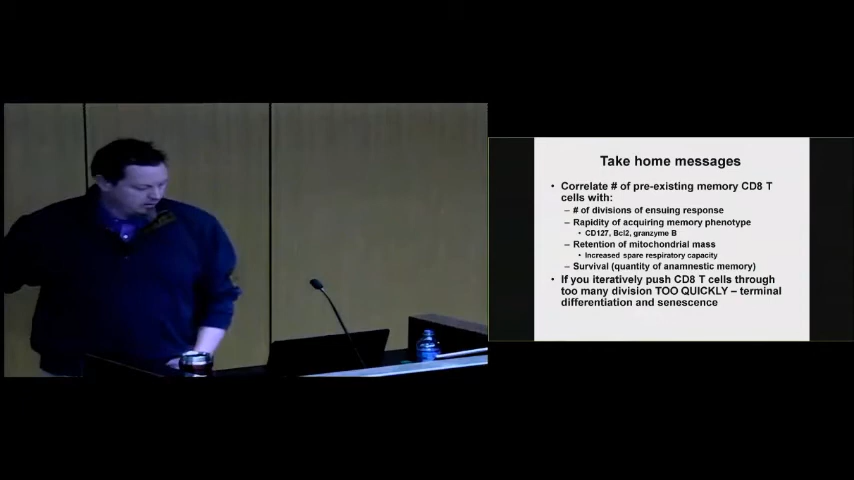 Take home messages
• Correlate # of pre-existing memory CD8 T
cells with:
– # of divisions of ensuing response
– Rapidity of acquiring memory phenotype
• CD127, Bcl2, granzyme B
– Retention of mitochondrial mass
• Increased spare respiratory capacity
– Survival (quantity of anamnestic memory)
• If you iteratively push CD8 T cells through
too many division TOO QUICKLY – terminal
differentiation and senescence